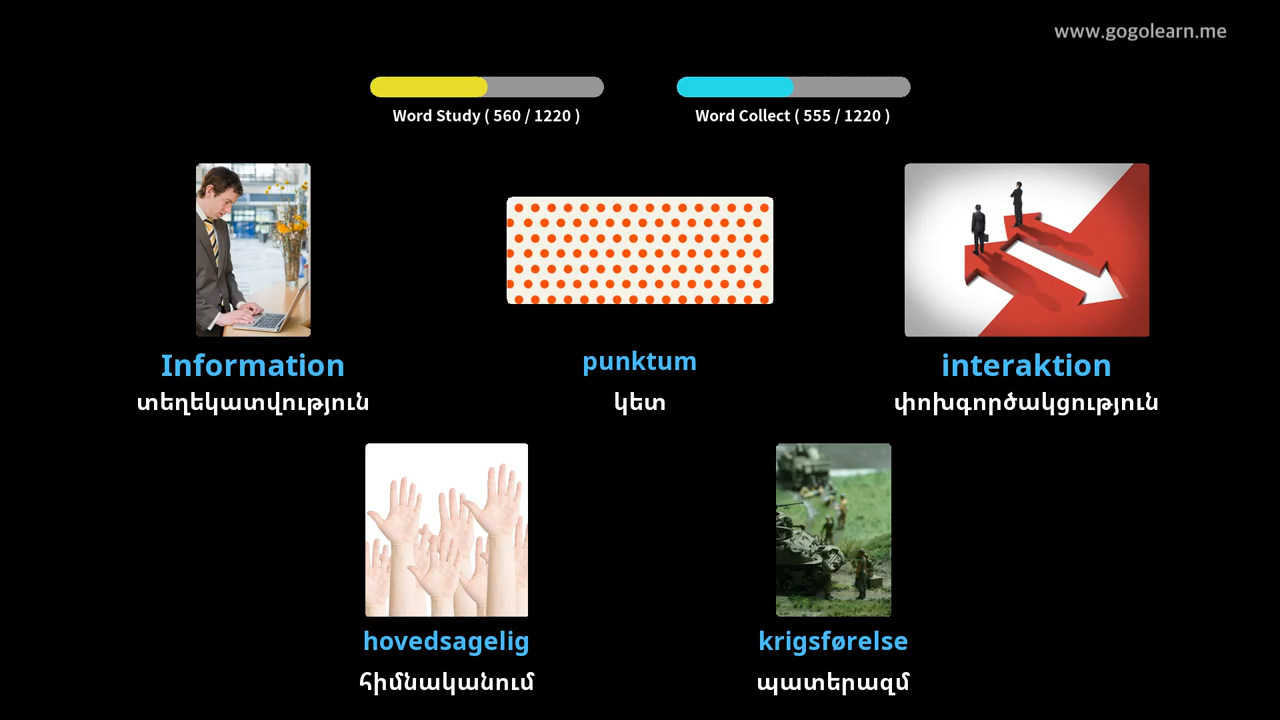 www.gogolearn.me
Word Study ( 560 / 1220 )
Word Collect ( 555 / 1220 )
Information
տեղեկատվություն
punktum
կետ
interaktion
փոխգործակցություն
hovedsagelig
հիմնականում
krigsførelse
պատերազմ